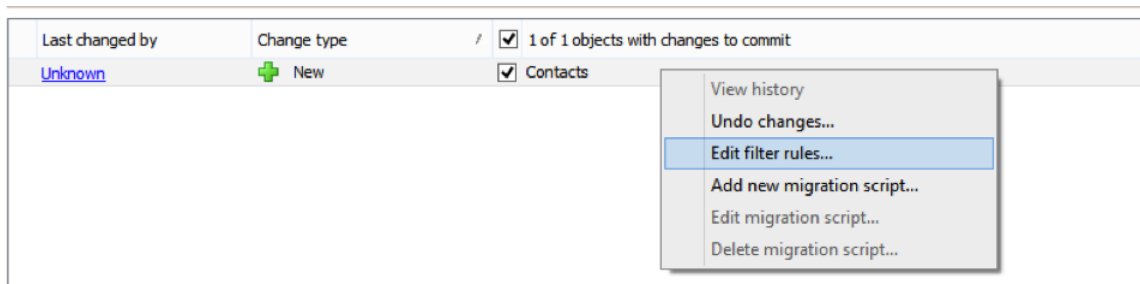 Last changed by Change type / 1 of 1 objects with changes to commit
Unknown New Contacts
View history
Undo changes...
Edit filter rules...
Add new migration script...
Edit migration script...
Delete migration script...